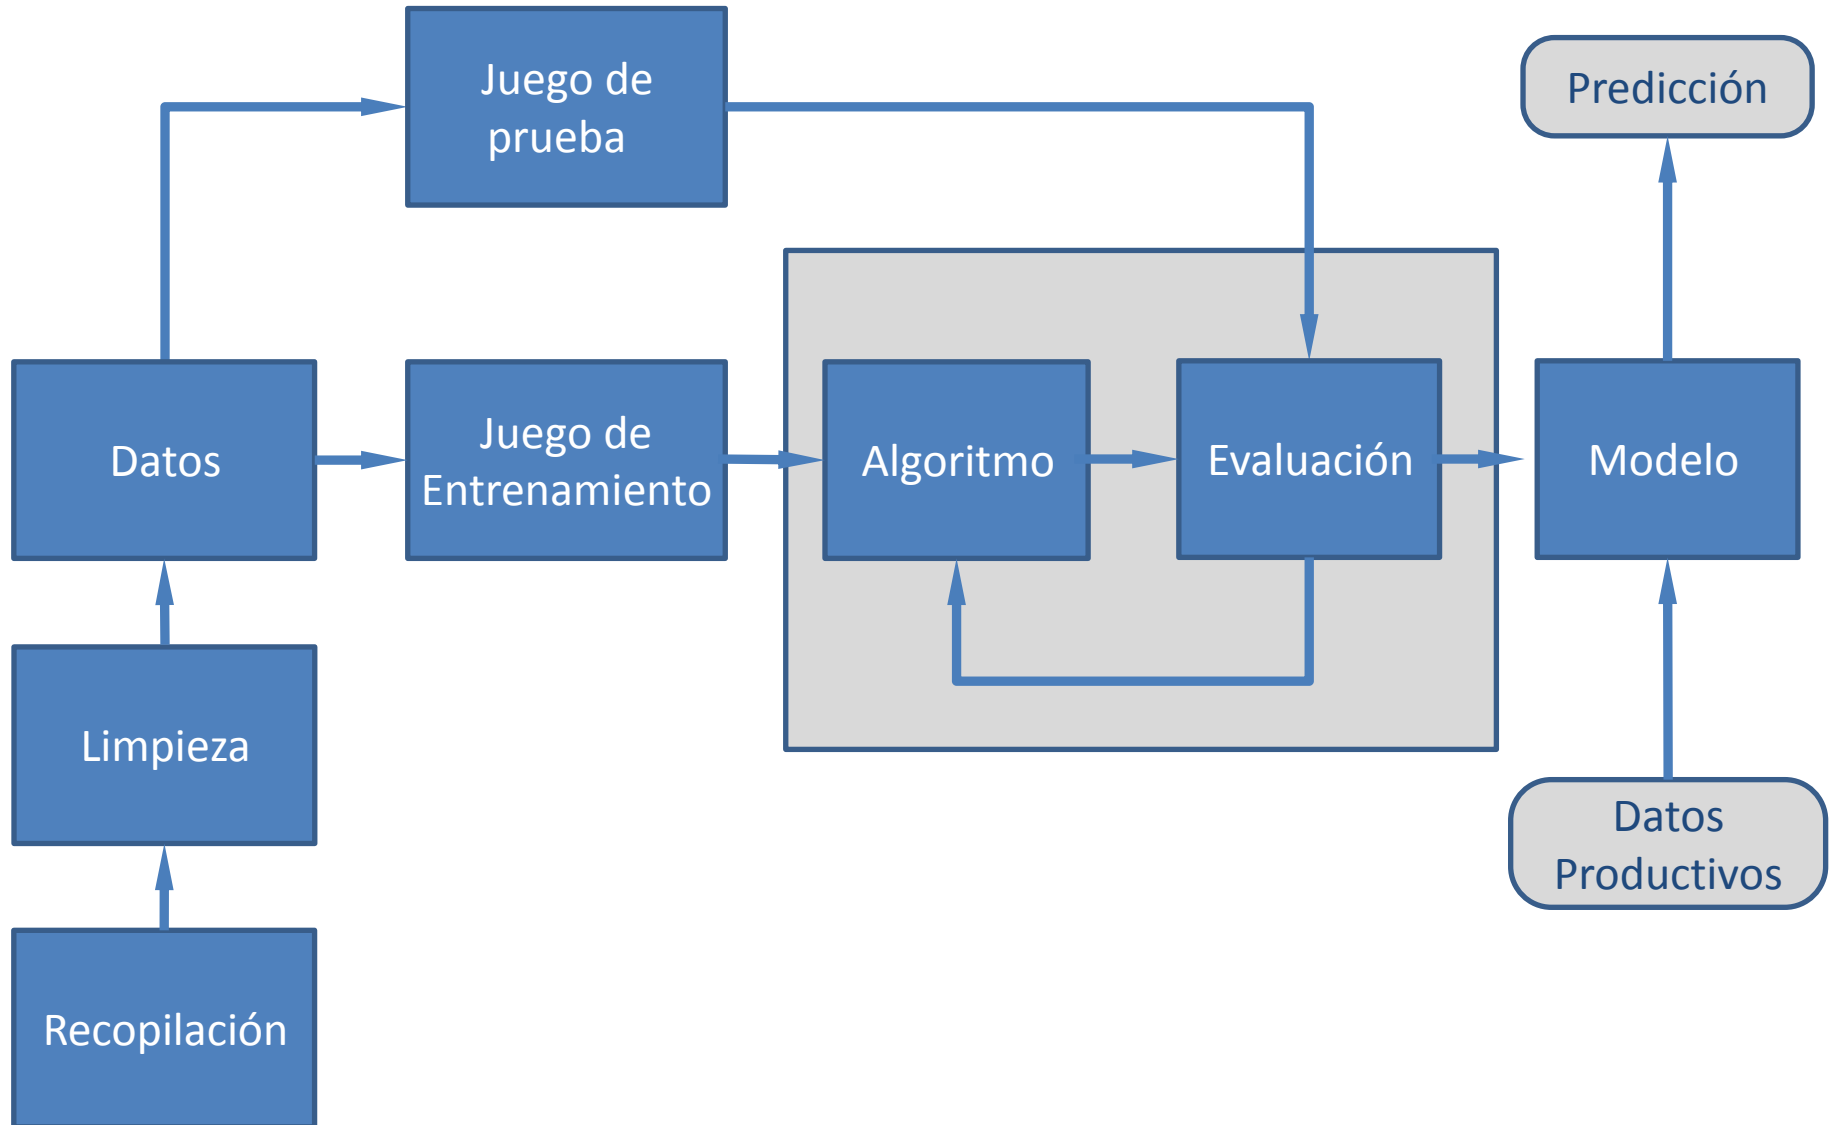 Juego de
prueba
Predicción
Datos
Juego de
Entrenamiento
Algoritmo
Evaluación
Modelo
Limpieza
Datos
Productivos
Recopilación